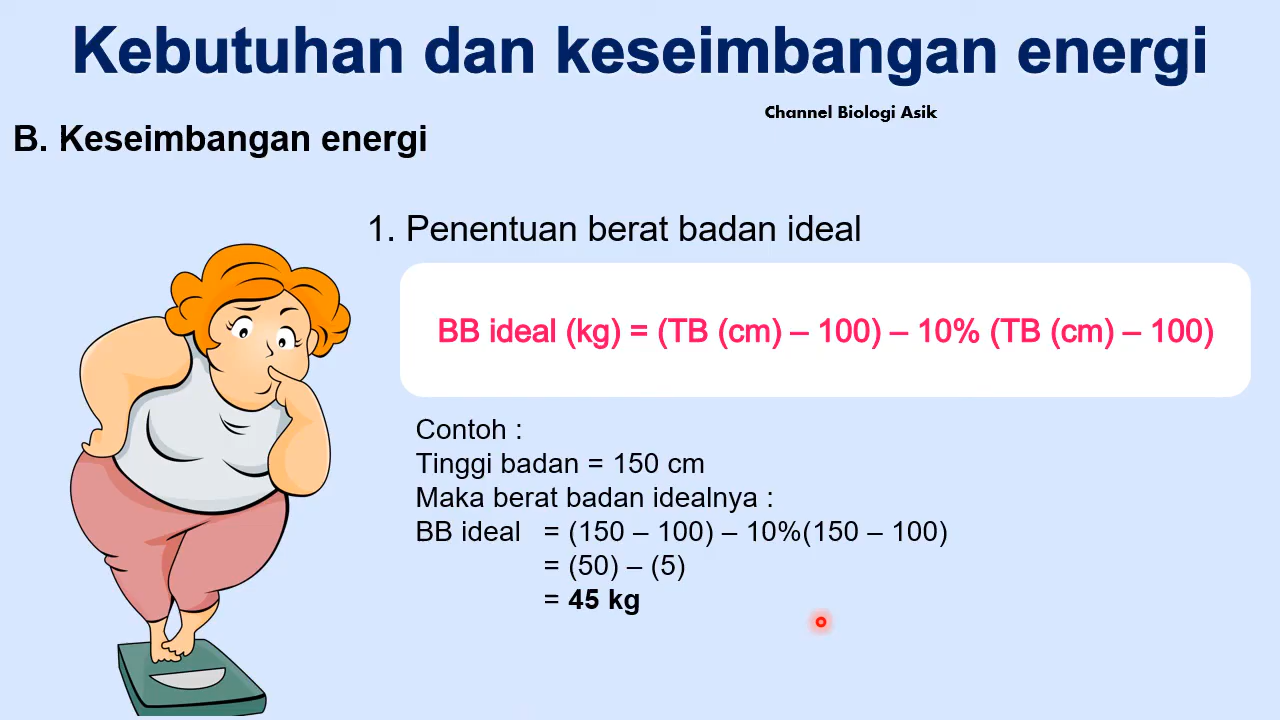 Kebutuhan dan keseimbangan energi
Channel Biologi Asik
B. Keseimbangan energi
1. Penentuan berat badan ideal
BB ideal (kg) = (TB (cm) – 100) – 10% (TB (cm) – 100)
Contoh :
Tinggi badan = 150 cm
Maka berat badan idealnya :
BB ideal = (150 – 100) – 10%(150 – 100)
= (50) – (5)
= 45 kg